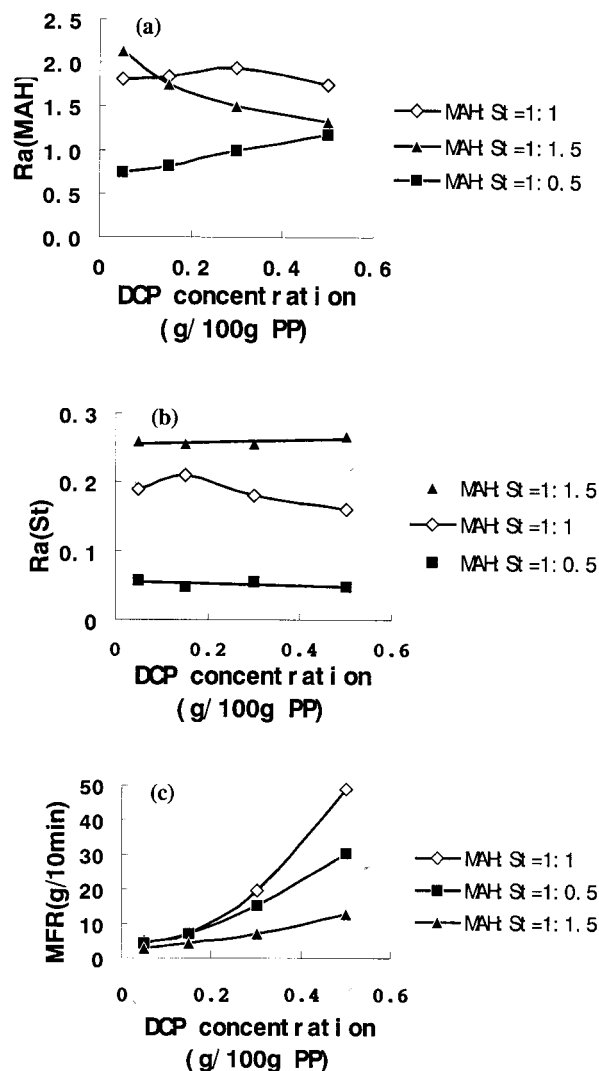 (a)
2.5
2.0
1.5
1.0
0.5
0.0
Ra(MAH)
0 0.2 0.4 0.6
DCP concentration
(g/100g PP)
MAH: St=1:1
MAH: St=1:1.5
MAH: St=1:0.5
(b)
0.3
0.2
0.1
0
Ra(St)
0 0.2 0.4 0.6
DCP concentration
(g/100g PP)
MAH: St=1:1.5
MAH: St=1:1
MAH: St=1:0.5
(c)
50
40
30
20
10
0
MFR(g/10min)
0 0.2 0.4 0.6
DCP concentration
(g/100g PP)
MAH: St=1:1
MAH: St=1:0.5
MAH: St=1:1.5